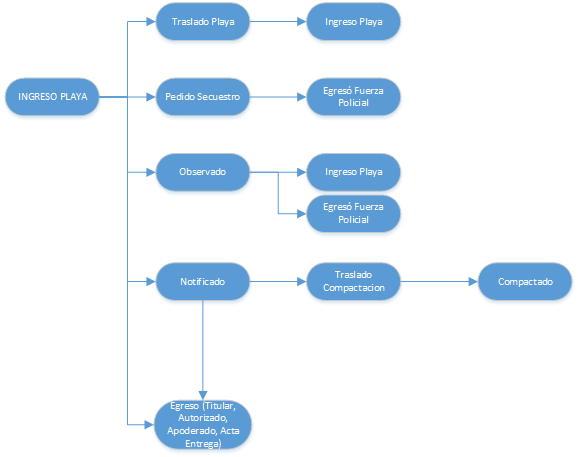 Traslado Playa
Ingreso Playa
INGRESO PLAYA
Pedido Secuestro
Egresó Fuerza
Policial
Observado
Ingreso Playa
Egresó Fuerza
Policial
Notificado
Traslado
Compactacion
Compactado
Egreso (Titular,
Autorizado,
Apoderado, Acta
Entrega)